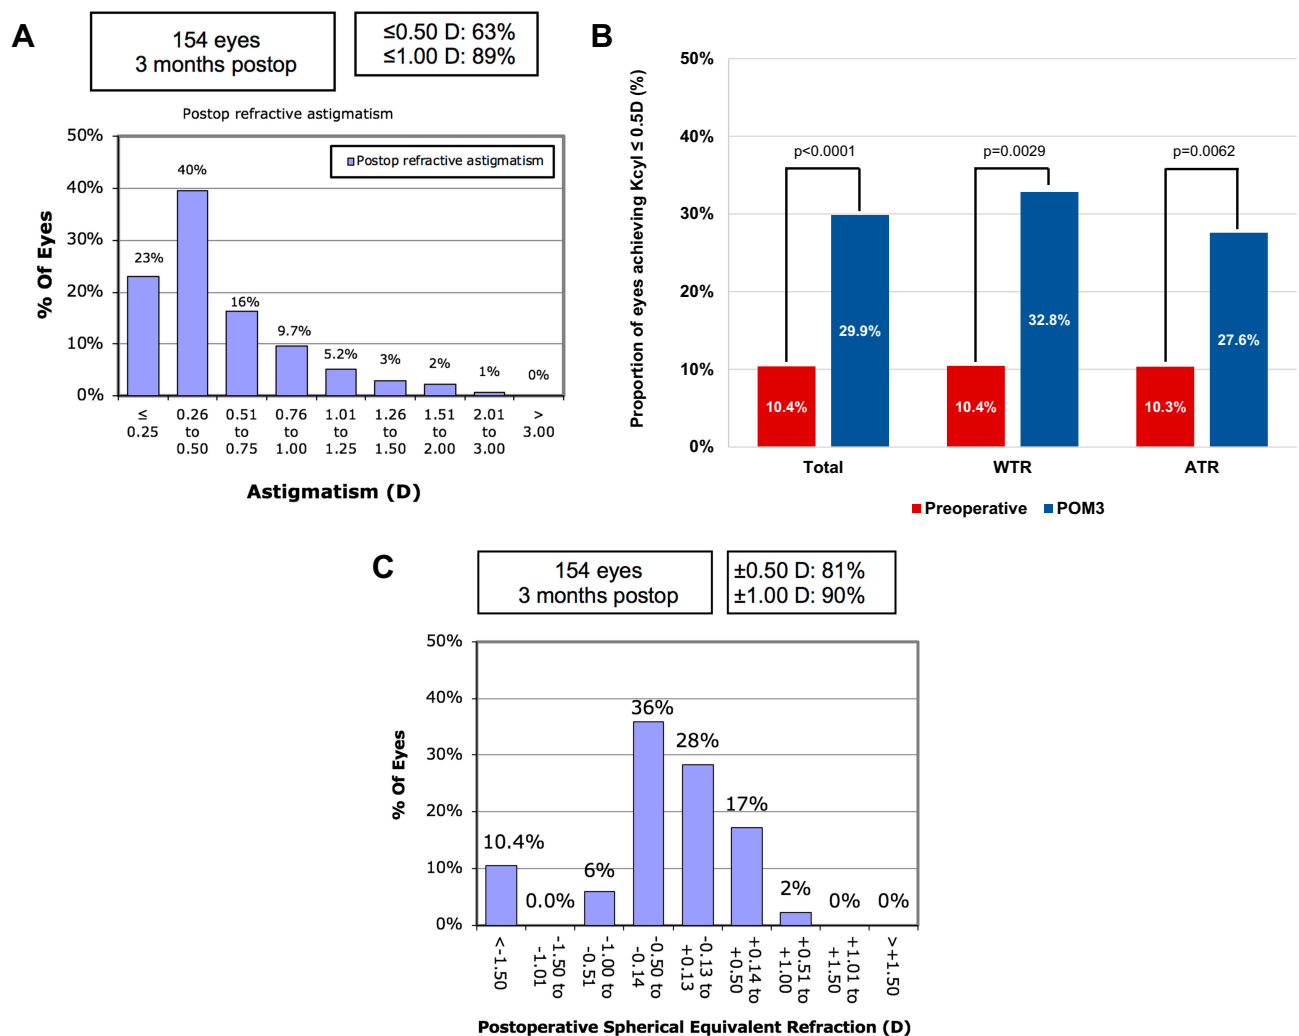 A
154 eyes
3 months postop
≤0.50 D: 63%
≤1.00 D: 89%
Postop refractive astigmatism
Postop refractive astigmatism
% Of Eyes
50%
40%
30%
20%
10%
0%
23%
40%
16%
9.7%
5.2%
3%
2%
1%
0%
≤
0.25
0.26
to
0.50
0.51
to
0.75
0.76
to
1.00
1.01
to
1.25
1.26
to
1.50
1.51
to
2.00
2.01
to
3.00
>
3.00
Astigmatism (D)
B
Proportion of eyes achieving Kcyl ≤ 0.5D (%)
50%
40%
30%
20%
10%
0%
p<0.0001
p=0.0029
p=0.0062
10.4%
29.9%
10.4%
32.8%
10.3%
27.6%
Total
WTR
ATR
Preoperative
POM3
C
154 eyes
3 months postop
±0.50 D: 81%
±1.00 D: 90%
% Of Eyes
50%
40%
30%
20%
10%
0%
10.4%
0.0%
6%
36%
28%
17%
2%
0%
0%
<-1.50
-1.50 to
-1.01
-1.00 to
-0.51
-0.50 to
-0.14
-0.13 to
+0.13
+0.14 to
+0.50
+0.51 to
+1.00
+1.01 to
+1.50
>+1.50
Postoperative Spherical Equivalent Refraction (D)